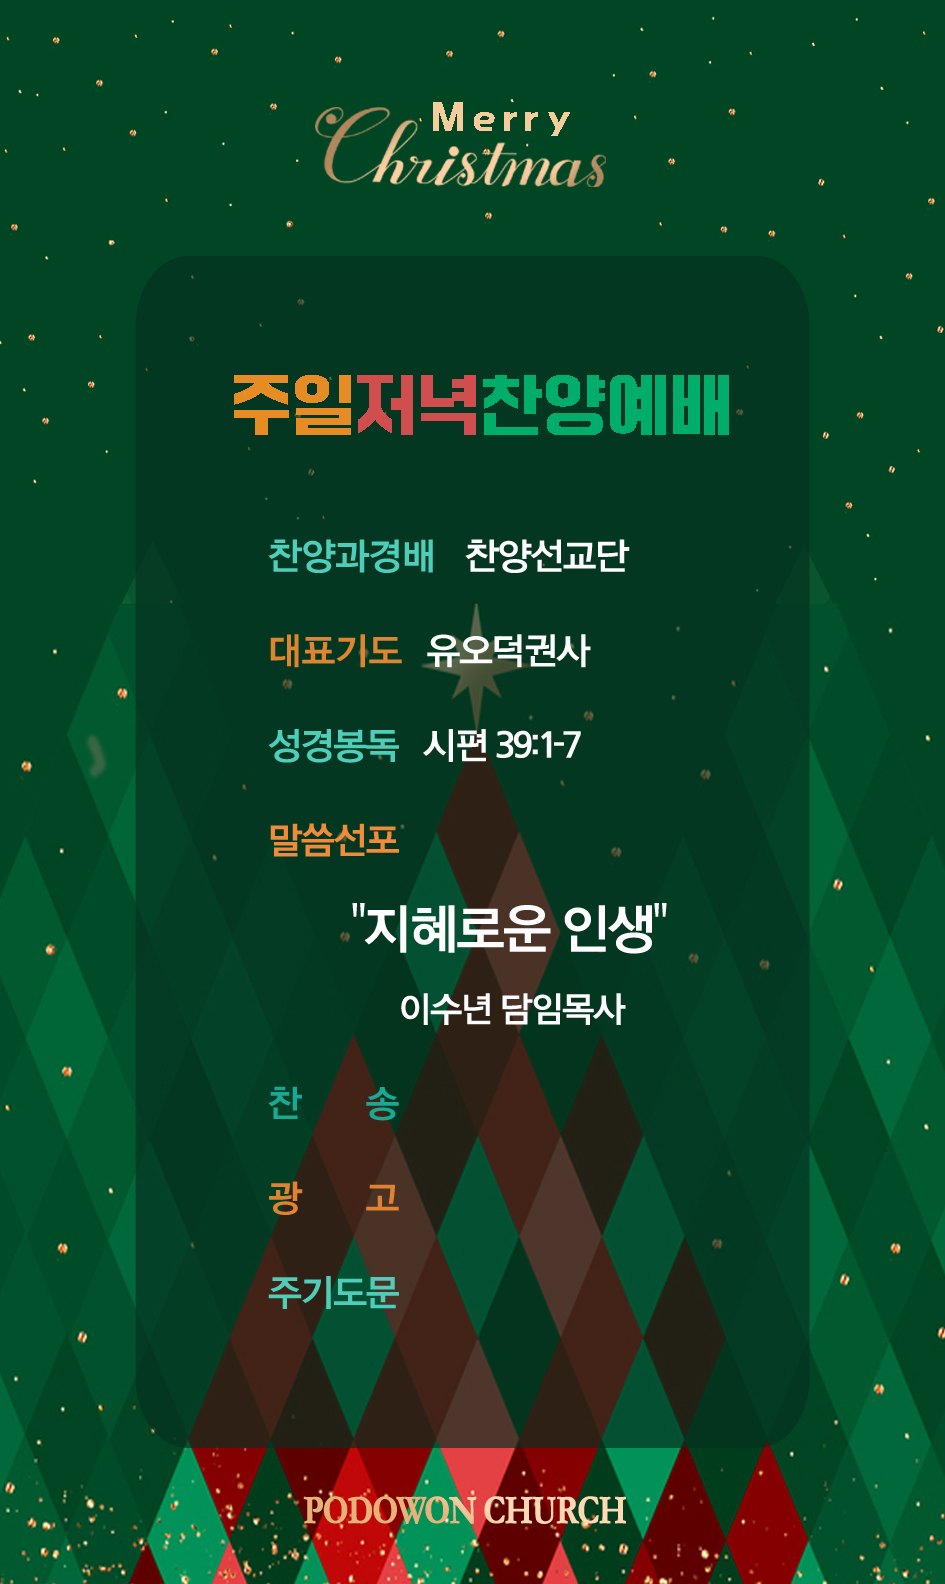 Merry
Christmas
주일저녁찬양예배
찬양과경배 찬양선교단
대표기도 유오덕권사
성경봉독 시편 39:1-7
말씀선포
"지혜로운 인생"
이수년 담임목사
찬 송
광 고
주기도문
PODOWON CHURCH